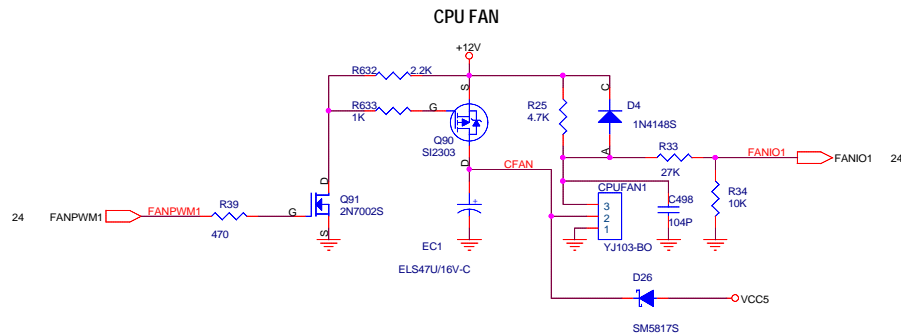 CPU FAN
+12V
R632
2.2K
S
C
R633
1K
G
R25
4.7K
D4
1N4148S
Q90
SI2303
A
R33
FANIO1
FANIO1
24
D
CFAN
27K
D
CPUFAN1
C498
R34
10K
Q91
2N7002S
R39
3
24
FANPWM1
FANPWM1
G
2
104P
470
1
S
EC1
YJ103-BO
ELS47U/16V-C
D26
VCC5
SM5817S